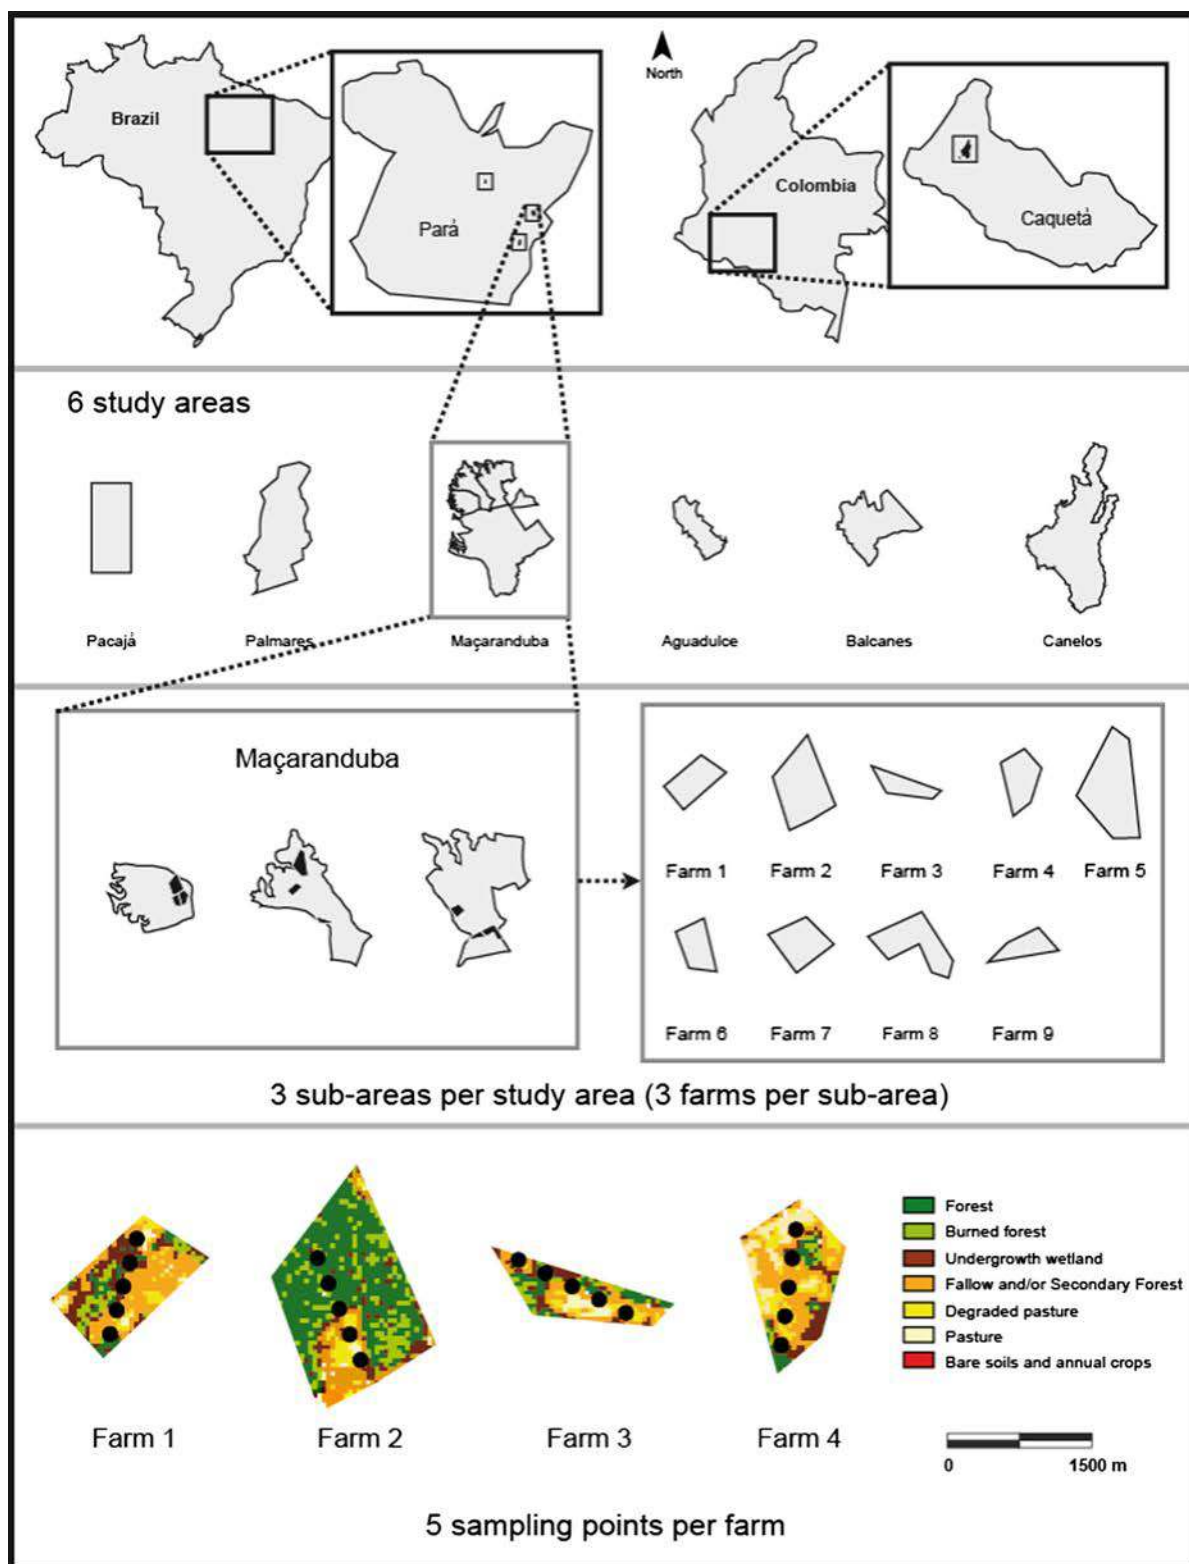 Brazil
Pará
North
Colombia
Caquetá
6 study areas
Pacajá
Palmares
Maçaranduba
Aguadulce
Balcanes
Canelos
Maçaranduba
Farm 1
Farm 2
Farm 3
Farm 4
Farm 5
Farm 6
Farm 7
Farm 8
Farm 9
3 sub-areas per study area (3 farms per sub-area)
Forest
Burned forest
Undergrowth wetland
Fallow and/or Secondary Forest
Degraded pasture
Pasture
Bare soils and annual crops
Farm 1
Farm 2
Farm 3
Farm 4
0
1500 m
5 sampling points per farm